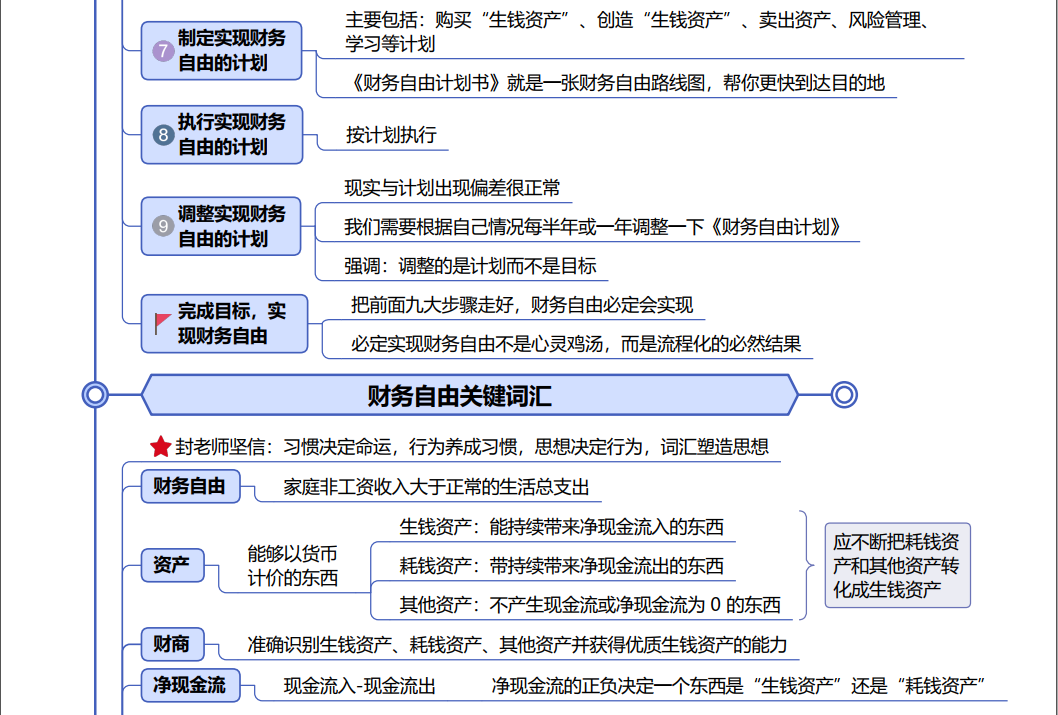 7 制定实现财务
自由的计划
主要包括：购买“生钱资产”、创造“生钱资产”、卖出资产、风险管理、
学习等计划
《财务自由计划书》就是一张财务自由路线图，帮你更快到达目的地
8 执行实现财务
自由的计划
按计划执行
9 调整实现财务
自由的计划
现实与计划出现偏差很正常
我们需要根据自己情况每半年或一年调整一下《财务自由计划》
强调：调整的是计划而不是目标
完成目标，实
现财务自由
把前面九大步骤走好，财务自由必定会实现
必定实现财务自由不是心灵鸡汤，而是流程化的必然结果
财务自由关键词汇
封老师坚信：习惯决定命运，行为养成习惯，思想决定行为，词汇塑造思想
财务自由
家庭非工资收入大于正常的生活总支出
资产
能够以货币
计价的东西
生钱资产：能持续带来净现金流入的东西
耗钱资产：带持续带来净现金流出的东西
其他资产：不产生现金流或净现金流为 0 的东西
应不断把耗钱资
产和其他资产转
化成生钱资产
财商
准确识别生钱资产、耗钱资产、其他资产并获得优质生钱资产的能力
净现金流
现金流入-现金流出
净现金流的正负决定一个东西是“生钱资产”还是“耗钱资产”